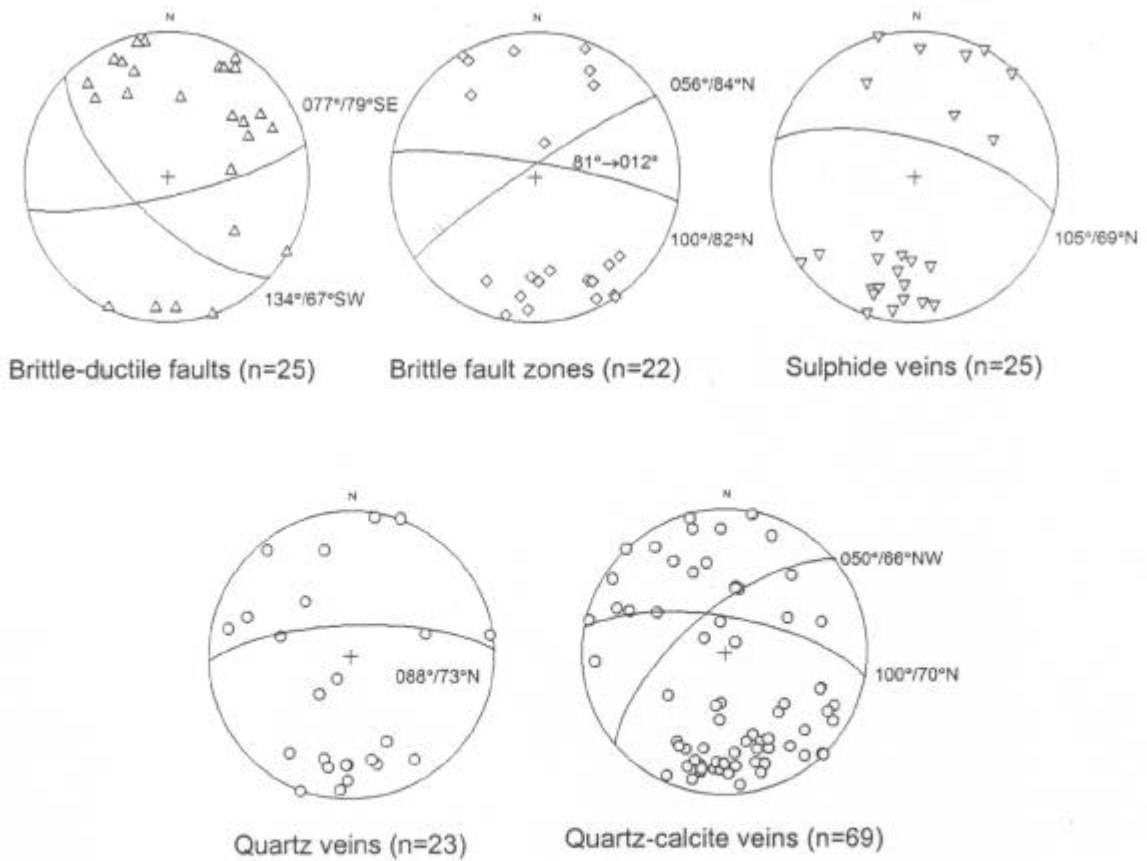 N
N
N
077°/79°SE
134°/67°SW
056°/84°N
81°→012°
100°/82°N
105°/69°N
Brittle-ductile faults (n=25)
Brittle fault zones (n=22)
Sulphide veins (n=25)
N
N
088°/73°N
050°/66°NW
100°/70°N
Quartz veins (n=23)
Quartz-calcite veins (n=69)